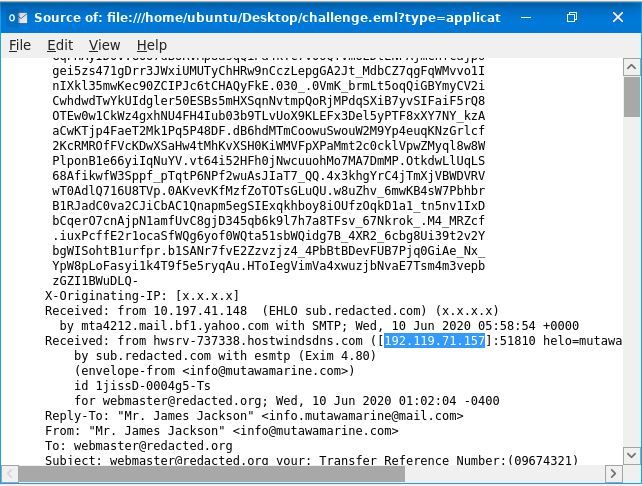 Source of: file:///home/ubuntu/Desktop/challenge.eml?type=applicat
File Edit View Help
gei5zs471gDrr3JWxiUMUTyChHRw9nCczLepgGA2Jt_MdbCZ7qgFqWMvvo1I
nIXkl35mwKec90ZCIPJc6tCHAQyFkE.030_.0VmK_brmLt5oqQiGBYmyCV2i
CwhdwdTwYkUIdgler50ESBs5mHXSqnNvtmpQoRjMPdqSXiB7yvSIFaiF5rQ8
OTEw0w1CkWz4gxhNU4FH4Iub03b9TLvUoX9KLEFx3Del5yPTF8xXY7NY_kzA
aCwKTjp4FaeT2Mk1Pq5P48DF.dB6hdMTmCoowuSwouW2M9Yp4euqKNzGrlcf
2KcRMROfFVcKDwXSaHw4tMhKvXSH0KiWMVFpXPaMmt2c0cklVpwZMyql8w8W
PlponB1e66yiIqNuYV.vt64i52HFh0jNwcuuohMo7MA7DmMP.OtkdwLlUqLS
68AfikwfW3Sppf_pTqtP6NPf2wuAsJIaT7_QQ.4x3khgYrC4jTmXjVBWDVRV
wT0AdlQ716U8TVp.0AKvevKfMzfZoTOTsGLuQU.w8uZhv_6mwKB4sW7Pbhbr
B1RJadC0va2CJiCbAC1Qnapm5egSIExqkhboy8iOUfzOqkD1a1_tn5nv1IxD
bCqerO7cnAjpN1amfUvC8gjD345qb6k9l7h7a8TFsv_67Nkrok_.M4_MRZcf
.iuxPcffE2r1ocaSfWQg6yof0WQta51sbWQidg7B_4XR2_6cbg8Ui39t2v2Y
bgWISohtB1urfpr.b1SANr7fvE2Zzvzjz4_4PbBtBDevFUB7Pjq0GiAe_Nx_
YpW8pLoFasyi1k4T9f5e5ryqAu.HToIegVimVa4xwuzjbNvaE7Tsm4m3vepb
zGZI1BWuDLQ-
X-Originating-IP: [x.x.x.x]
Received: from 10.197.41.148 (EHLO sub.redacted.com) (x.x.x.x)
by mta4212.mail.bf1.yahoo.com with SMTP; Wed, 10 Jun 2020 05:58:54 +0000
Received: from hwsrv-737338.hostwindsdns.com ([192.119.71.157]:51810 helo=mutawa
by sub.redacted.com with esmtp (Exim 4.80)
(envelope-from <info@mutawamarine.com>)
id 1jissD-0004g5-Ts
for webmaster@redacted.org; Wed, 10 Jun 2020 01:02:04 -0400
Reply-To: "Mr. James Jackson" <info.mutawamarine@mail.com>
From: "Mr. James Jackson" <info@mutawamarine.com>
To: webmaster@redacted.org
Subject: webmaster@redacted.org your: Transfer Reference Number:(09674321)